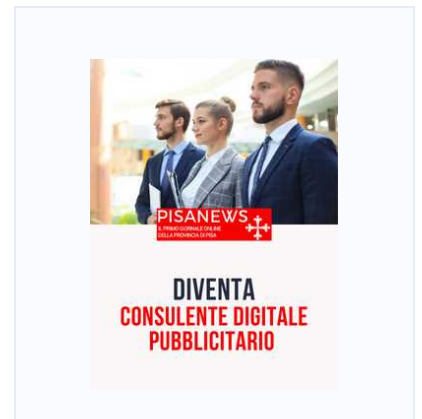 PISANEWS
IL PRIMO GIORNALE ONLINE
DELLA PROVINCIA DI PISA
DIVENTA
CONSULENTE DIGITALE
PUBBLICITARIO